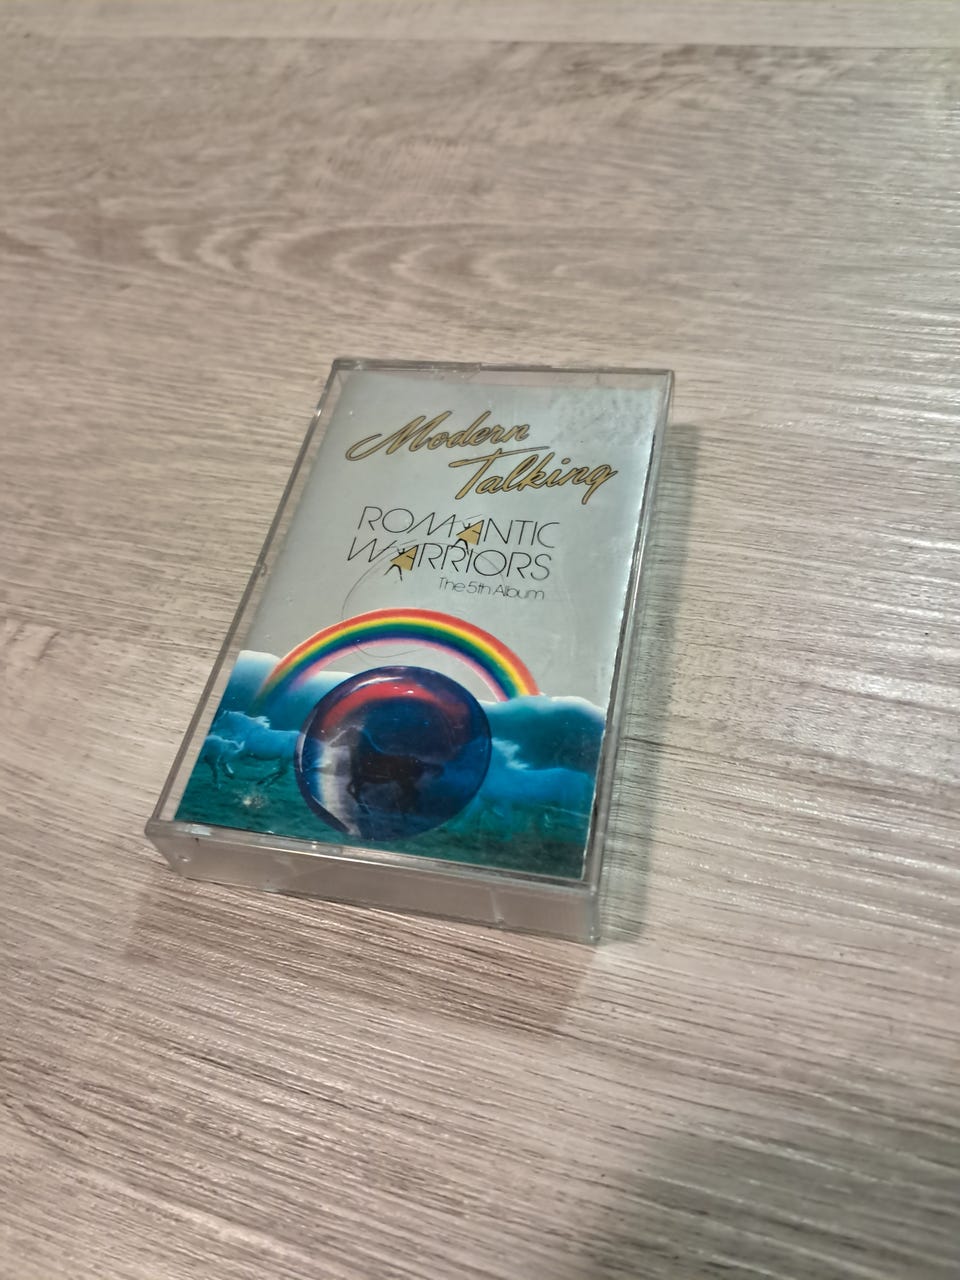 Modern
Talking
ROMANTIC
WARRIORS
The 5th Album